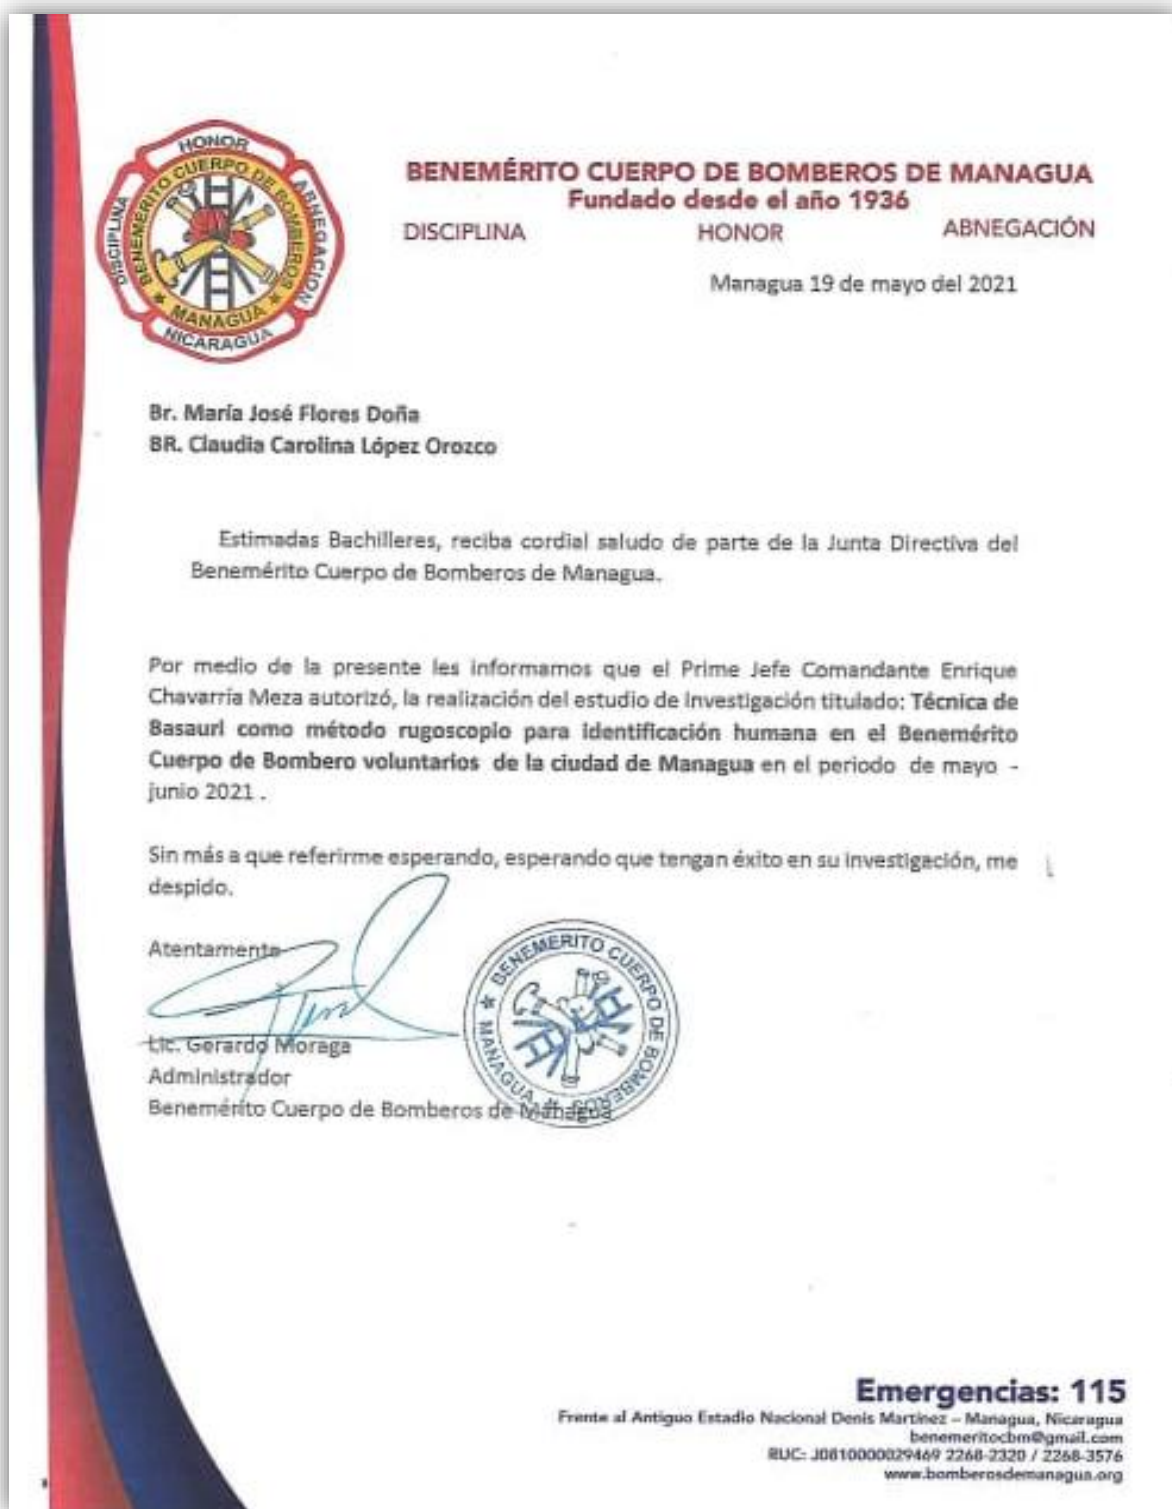 HONOR
DISCIPLINA
ABNEGACION
BENEMERITO CUERPO DE BOMBEROS
MANAGUA
NICARAGUA
BENEMÉRITO CUERPO DE BOMBEROS DE MANAGUA
Fundado desde el año 1936
DISCIPLINA HONOR ABNEGACIÓN
Managua 19 de mayo del 2021
Br. María José Flores Doña
BR. Claudia Carolina López Orozco
Estimadas Bachilleres, reciba cordial saludo de parte de la Junta Directiva del
Benemérito Cuerpo de Bomberos de Managua.
Por medio de la presente les informamos que el Prime Jefe Comandante Enrique
Chavarría Meza autorizó, la realización del estudio de investigación titulado: Técnica de
Basauri como método rugoscopio para identificación humana en el Benemérito
Cuerpo de Bombero voluntarios de la ciudad de Managua en el periodo de mayo -
junio 2021 .
Sin más a que referirme esperando, esperando que tengan éxito en su investigación, me
despido.
Atentamente
Lic. Gerardo Moraga
Administrador
Benemérito Cuerpo de Bomberos de Managua
BENEMERITO CUERPO DE BOMBEROS
MANAGUA
Emergencias: 115
Frente al Antiguo Estadio Nacional Denis Martínez – Managua, Nicaragua
benemeritocbm@gmail.com
RUC: J0810000029469 2268-2320 / 2268-3576
www.bomberosdemanagua.org